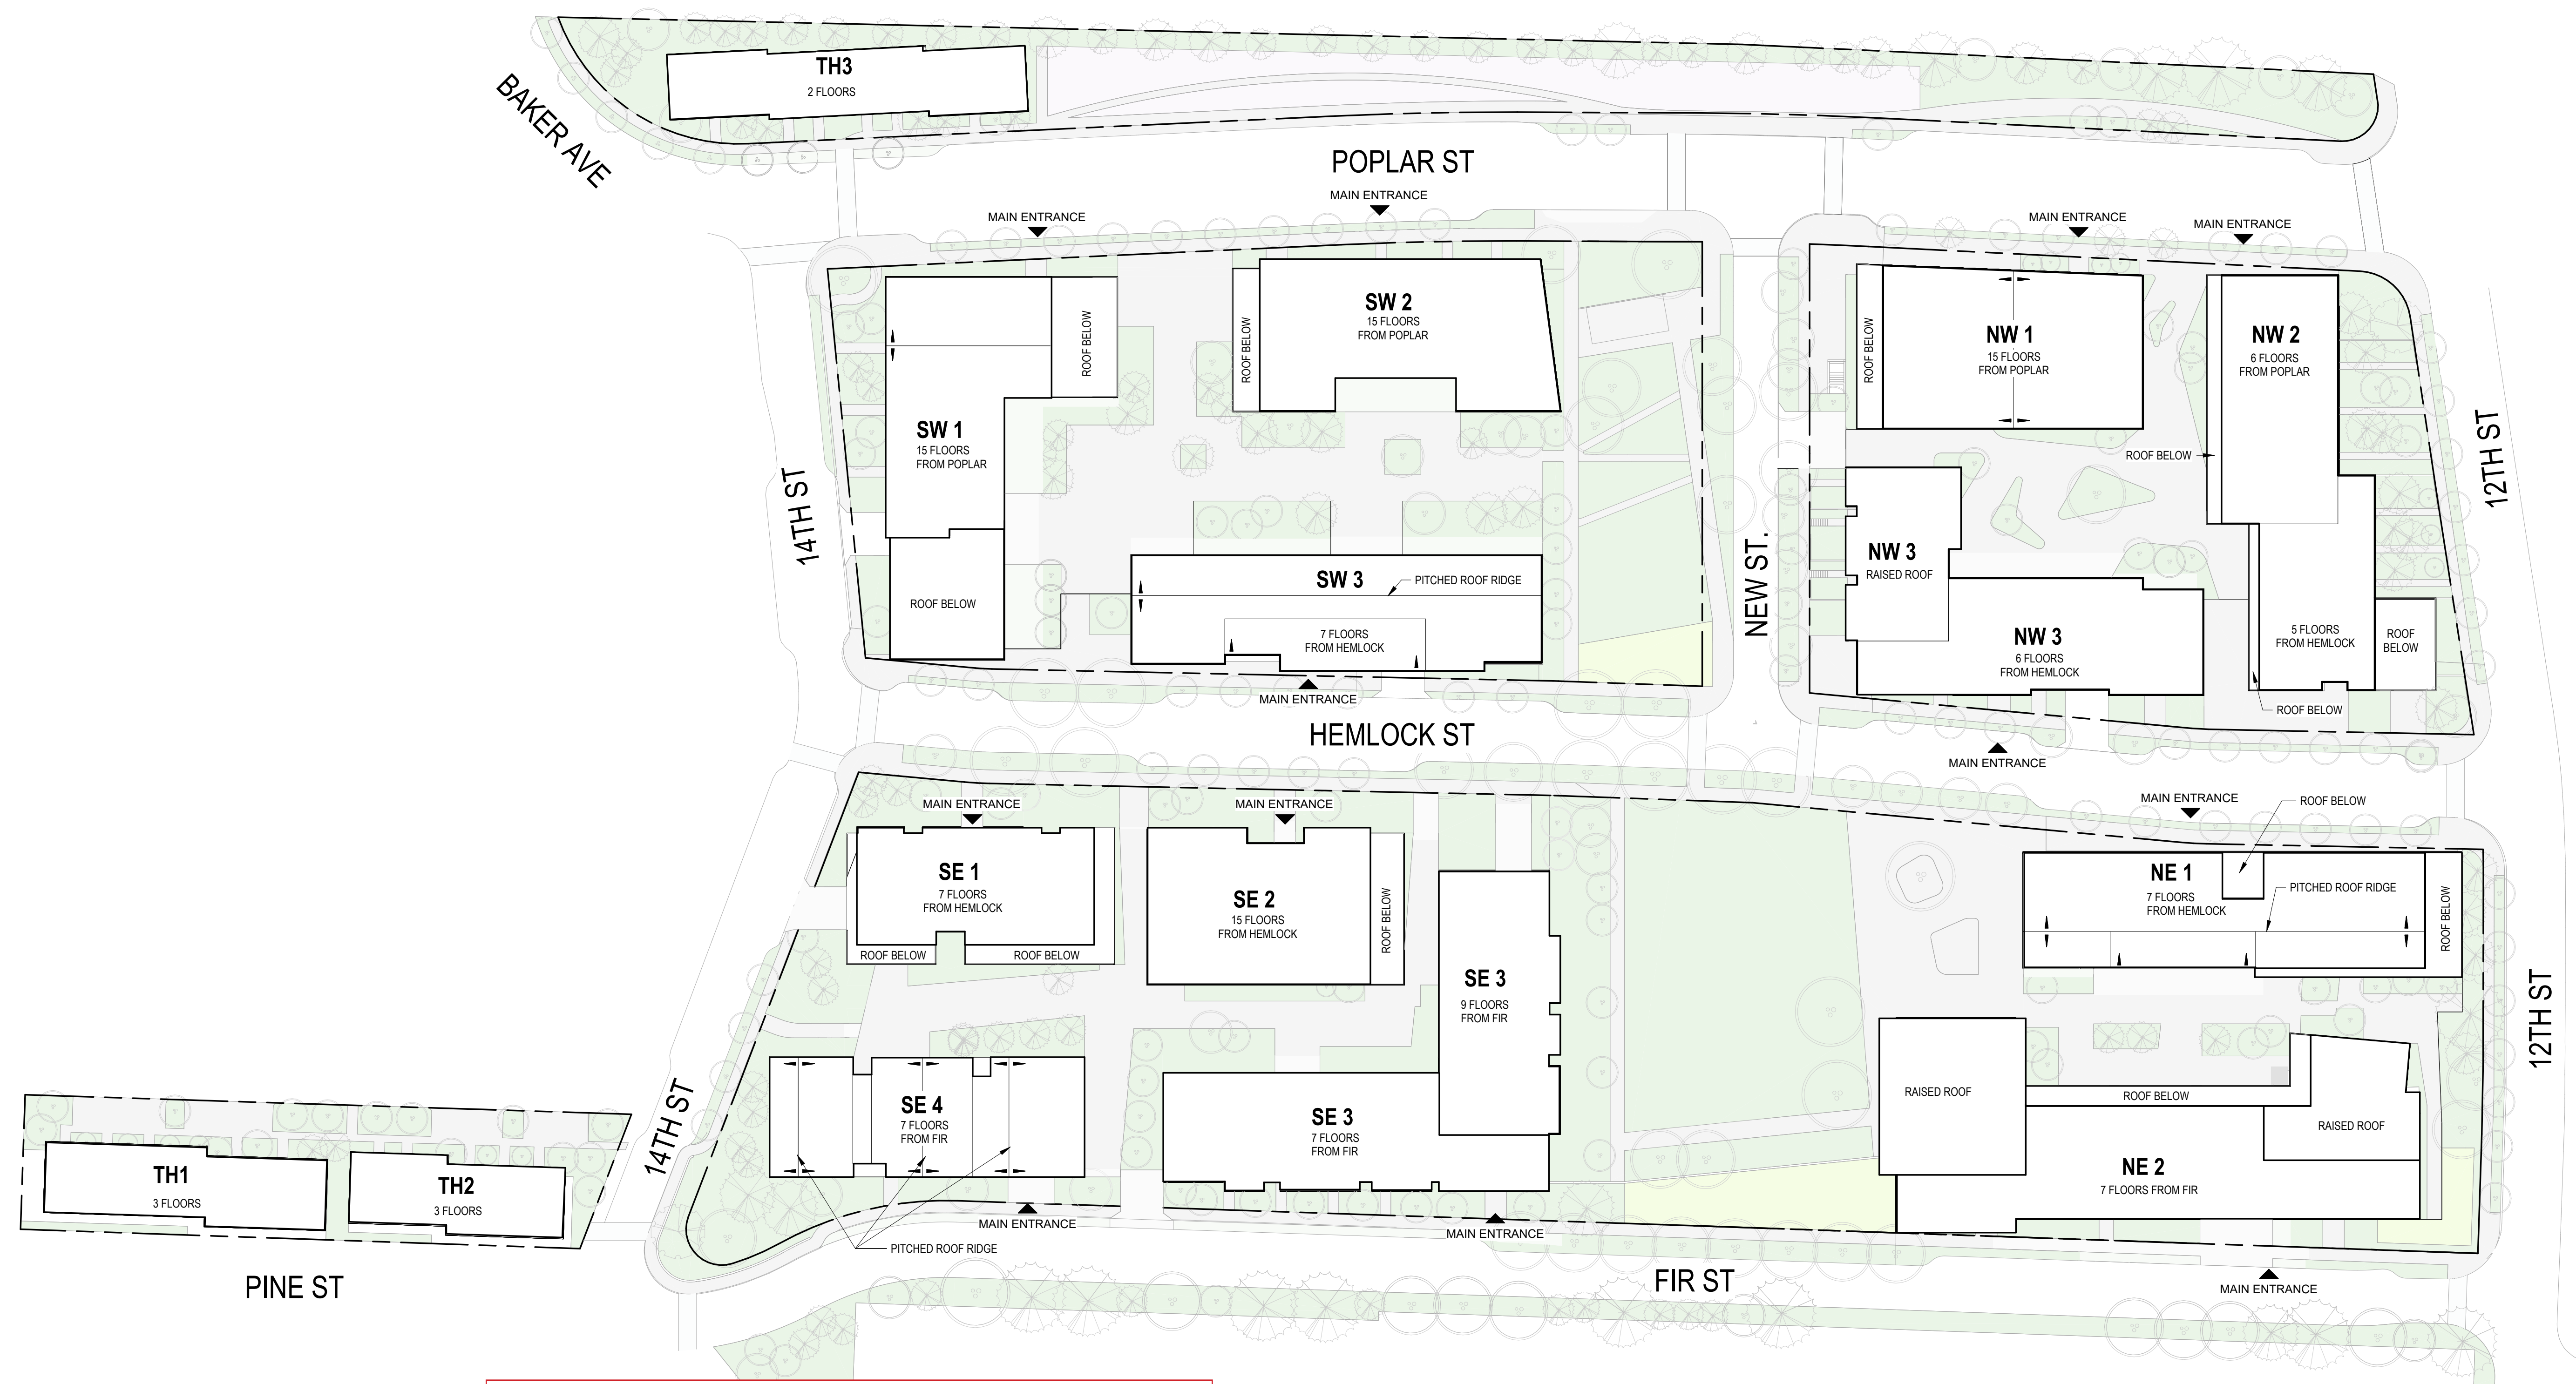 TH3
2 FLOORS
BAKER AVE
POPLAR ST
MAIN ENTRANCE
MAIN ENTRANCE
MAIN ENTRANCE
MAIN ENTRANCE
SW 1
15 FLOORS
FROM POPLAR
ROOF BELOW
ROOF BELOW
ROOF BELOW
SW 2
15 FLOORS
FROM POPLAR
SW 3
PITCHED ROOF RIDGE
7 FLOORS
FROM HEMLOCK
MAIN ENTRANCE
14TH ST
NEW ST.
ROOF BELOW
NW 1
15 FLOORS
FROM POPLAR
NW 2
6 FLOORS
FROM POPLAR
ROOF BELOW
NW 3
RAISED ROOF
NW 3
6 FLOORS
FROM HEMLOCK
5 FLOORS
FROM HEMLOCK
ROOF
BELOW
ROOF BELOW
12TH ST
MAIN ENTRANCE
HEMLOCK ST
MAIN ENTRANCE
MAIN ENTRANCE
MAIN ENTRANCE
ROOF BELOW
SE 1
7 FLOORS
FROM HEMLOCK
ROOF BELOW
ROOF BELOW
SE 2
15 FLOORS
FROM HEMLOCK
ROOF BELOW
SE 3
9 FLOORS
FROM FIR
NE 1
7 FLOORS
FROM HEMLOCK
PITCHED ROOF RIDGE
ROOF BELOW
12TH ST
14TH ST
SE 4
7 FLOORS
FROM FIR
SE 3
7 FLOORS
FROM FIR
RAISED ROOF
ROOF BELOW
RAISED ROOF
NE 2
7 FLOORS FROM FIR
TH1
3 FLOORS
TH2
3 FLOORS
MAIN ENTRANCE
MAIN ENTRANCE
PITCHED ROOF RIDGE
PINE ST
FIR ST
MAIN ENTRANCE